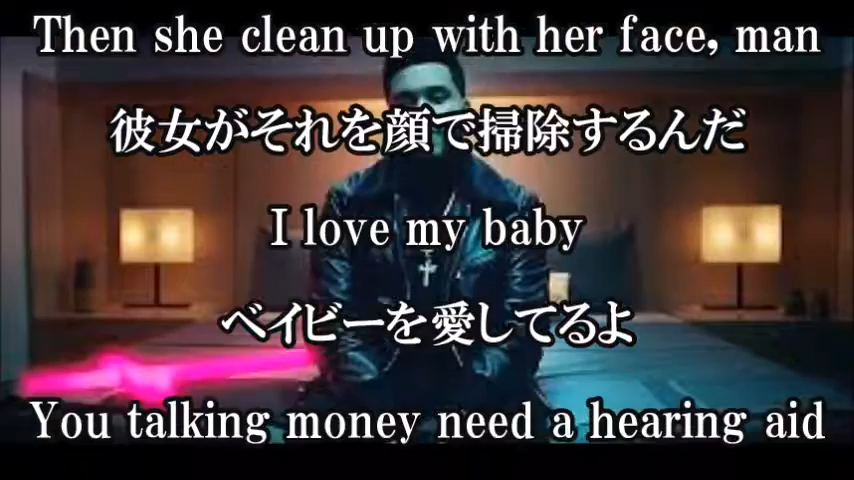 Then she clean up with her face, man
彼女がそれを顔で掃除するんだ
I love my baby
ベイビーを愛してるよ
You talking money need a hearing aid